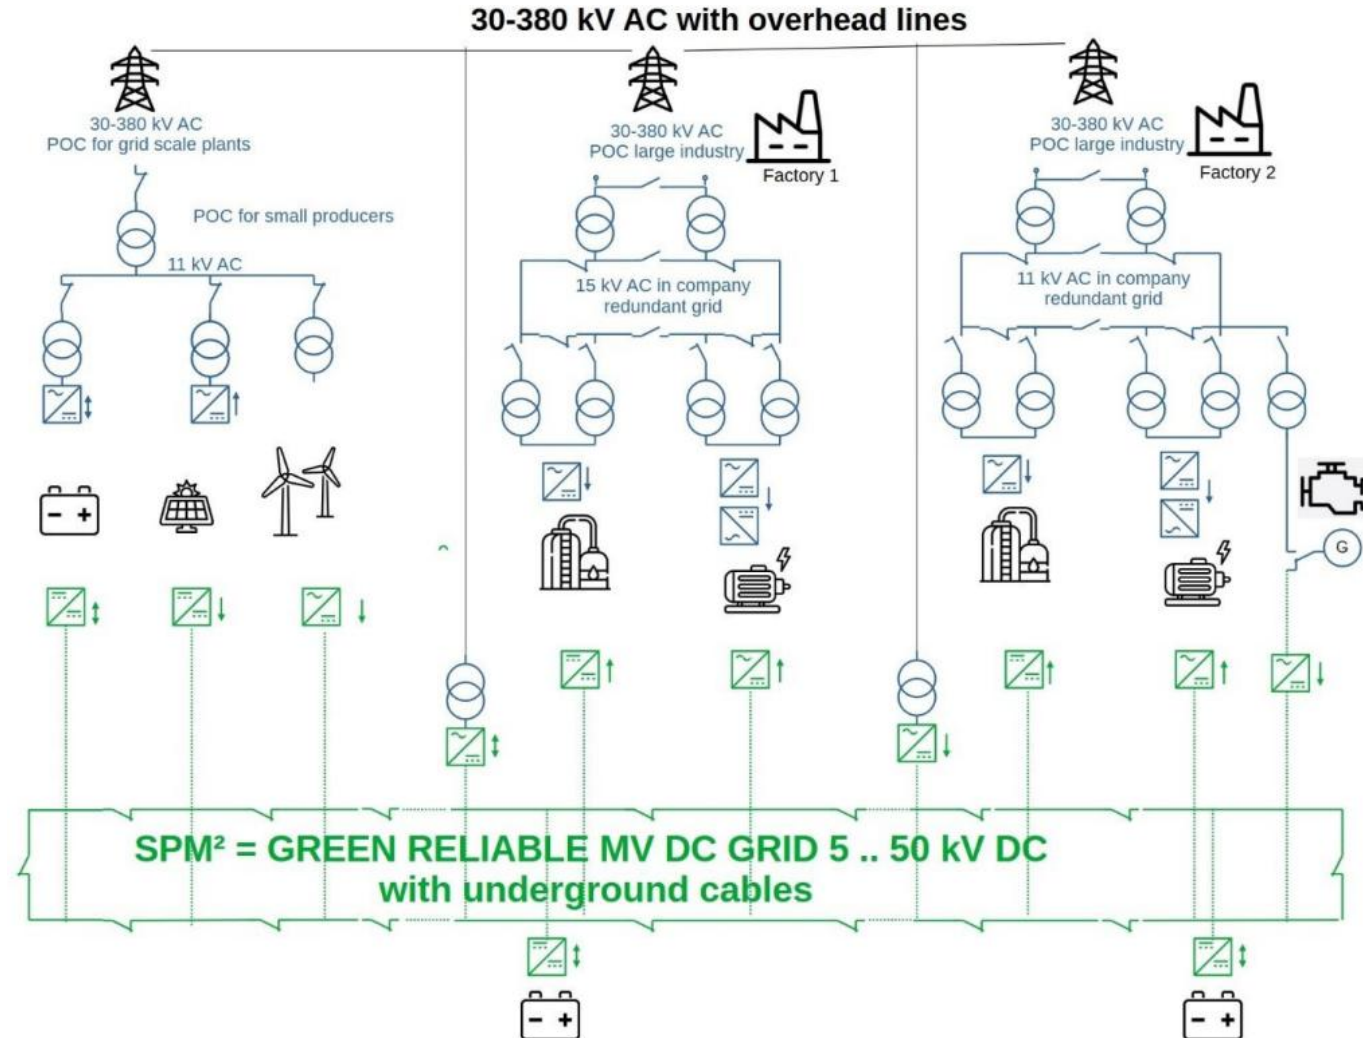 30-380 kV AC with overhead lines
30-380 kV AC
POC for grid scale plants
30-380 kV AC
POC large industry
Factory 1
30-380 kV AC
POC large industry
Factory 2
POC for small producers
11 kV AC
15 kV AC in company
redundant grid
11 kV AC in company
redundant grid
G
SPM² = GREEN RELIABLE MV DC GRID 5 .. 50 kV DC
with underground cables